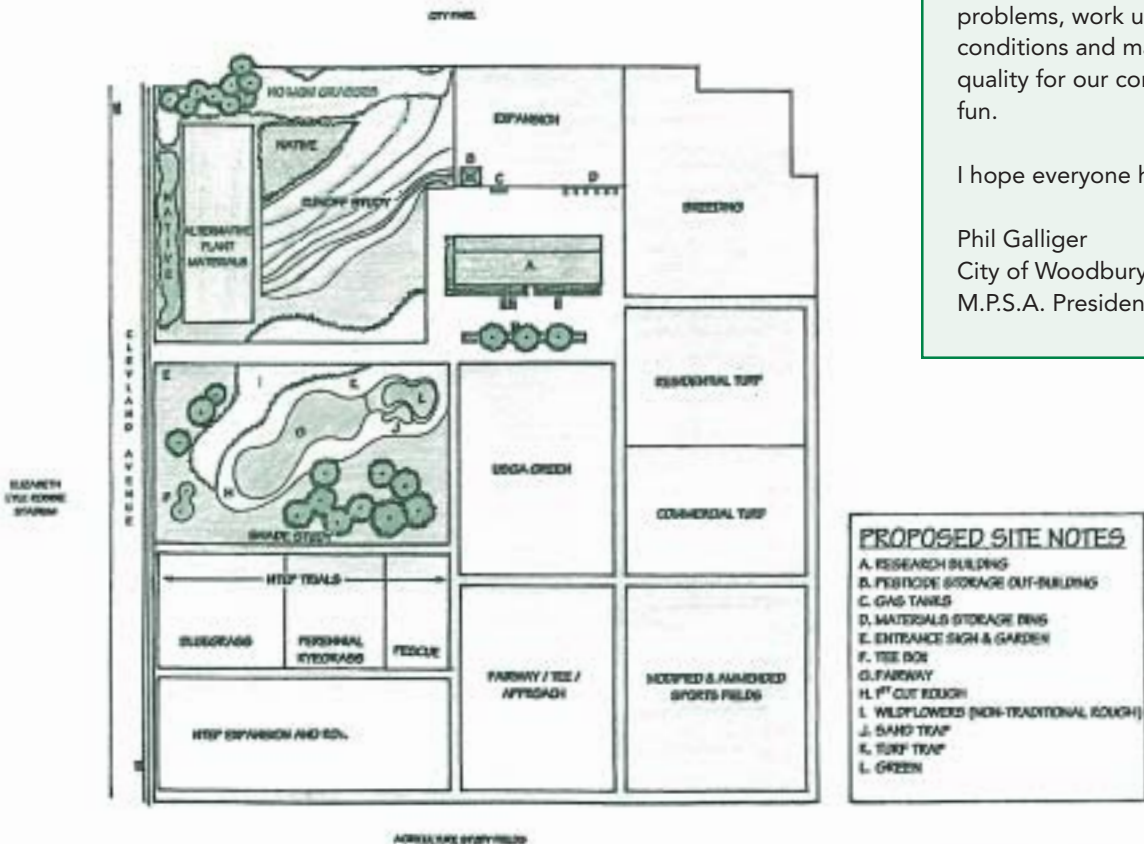 problems, work u
conditions and ma
quality for our cor
fun.
I hope everyone h
Phil Galliger
City of Woodbury
M.P.S.A. Presiden
NO MOW GRASSES
NATIVE
RUNOFF STUDY
NATIVE
ALTERNATIVE
PLANT
MATERIALS
EXPANSION
B
C
D
BREEDING
A
CLEVELAND AVENUE
E
I
K
L
J
G
H
F
SHADE STUDY
USGA GREEN
RESIDENTIAL TURF
COMMERCIAL TURF
NTEP TRIALS
BLUEGRASS
PERENNIAL
RYEGRASS
FESCUE
FAIRWAY / TEE /
APPROACH
MODIFIED & AMMENDED
SPORTS FIELDS
NTEP EXPANSION AND
STADIUM
PROPOSED SITE NOTES
A. RESEARCH BUILDING
B. PESTICIDE STORAGE OUT-BUILDING
C. GAS TANKS
D. MATERIALS STORAGE BINS
E. ENTRANCE SIGN & GARDEN
F. TEE BOX
G. FAIRWAY
H. 1ST CUT ROUGH
I. WILDFLOWERS (NON-TRADITIONAL ROUGH)
J. SAND TRAP
K. TURF TRAP
L. GREEN